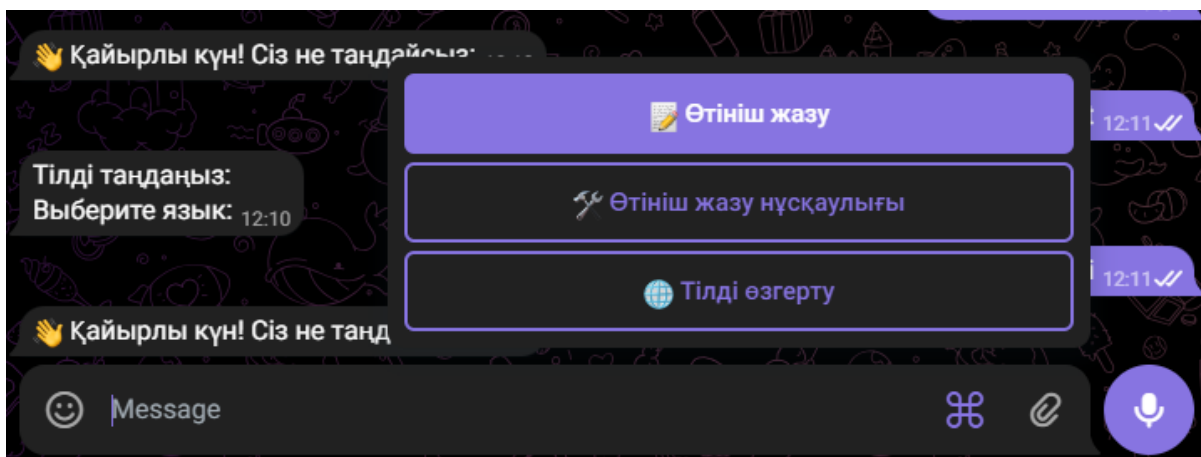 👋 Қайырлы күн! Сіз не таңдайсыз:
📝 Өтініш жазу
12:11
🛠 Өтініш жазу нұсқаулығы
Тілді таңдаңыз:
Выберите язык: 12:10
🌐 Тілді өзгерту
12:11
👋 Қайырлы күн! Сіз не таңд
Message